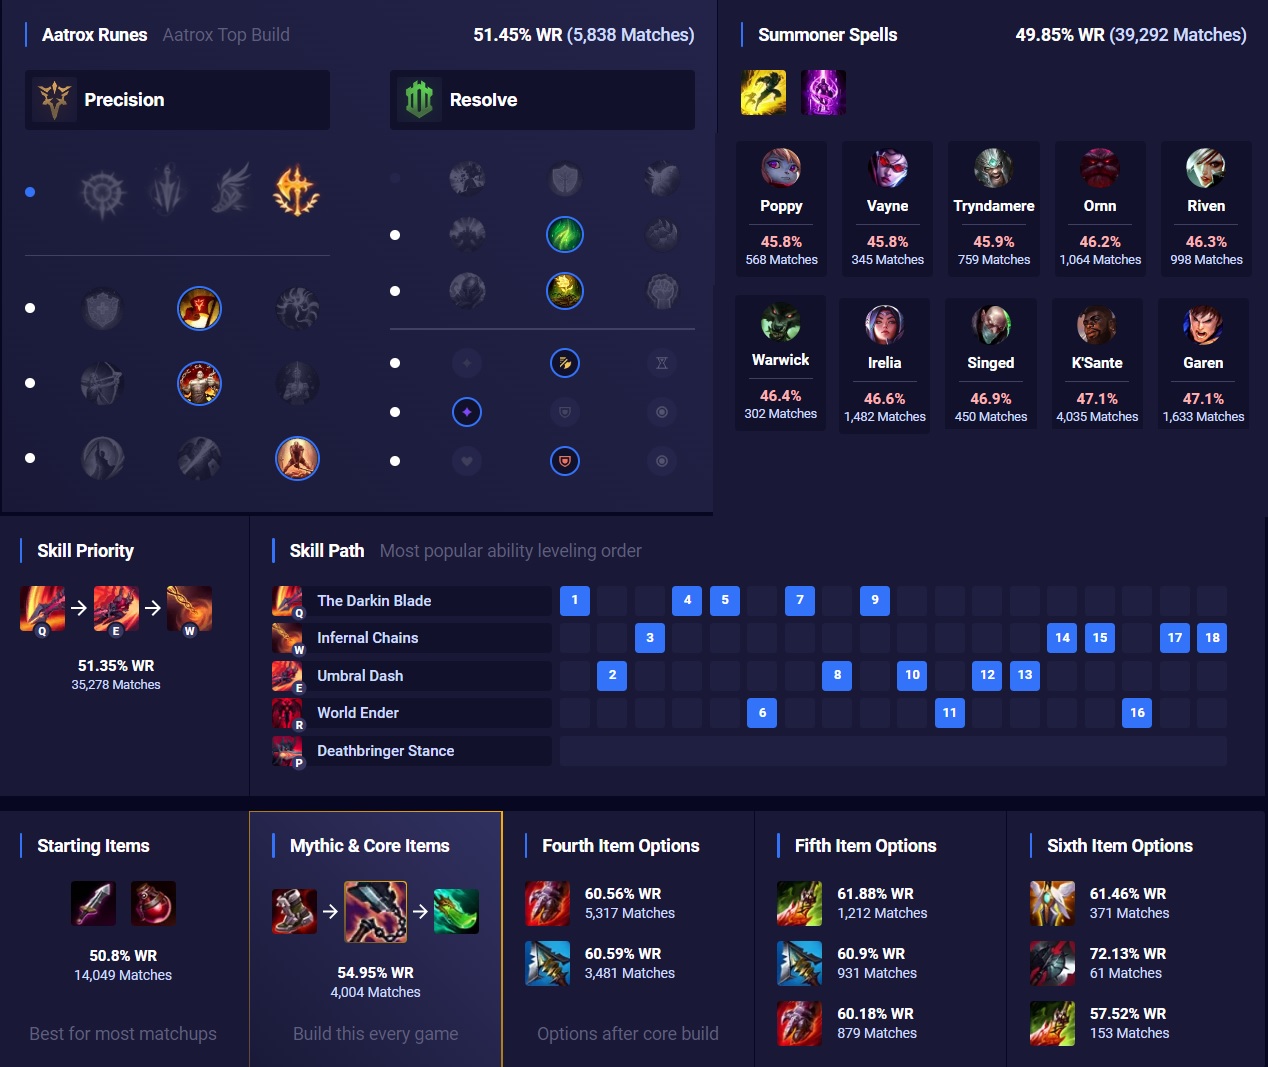 Aatrox Runes Aatrox Top Build 51.45% WR (5,838 Matches)
Precision Resolve
Summoner Spells 49.85% WR (39,292 Matches)
Poppy Vayne Tryndamere Ornn Riven
45.8% 45.8% 45.9% 46.2% 46.3%
568 Matches 345 Matches 759 Matches 1,064 Matches 998 Matches
Warwick Irelia Singed K'Sante Garen
46.4% 46.6% 46.9% 47.1% 47.1%
302 Matches 1,482 Matches 450 Matches 4,035 Matches 1,633 Matches
Skill Priority
Q E W
51.35% WR
35,278 Matches
Skill Path Most popular ability leveling order
Q The Darkin Blade 1 4 5 7 9
W Infernal Chains 3 14 15 17 18
E Umbral Dash 2 8 10 12 13
R World Ender 6 11 16
P Deathbringer Stance
Starting Items
50.8% WR
14,049 Matches
Best for most matchups
Mythic & Core Items
54.95% WR
4,004 Matches
Build this every game
Fourth Item Options
60.56% WR
5,317 Matches
60.59% WR
3,481 Matches
Options after core build
Fifth Item Options
61.88% WR
1,212 Matches
60.9% WR
931 Matches
60.18% WR
879 Matches
Sixth Item Options
61.46% WR
371 Matches
72.13% WR
61 Matches
57.52% WR
153 Matches